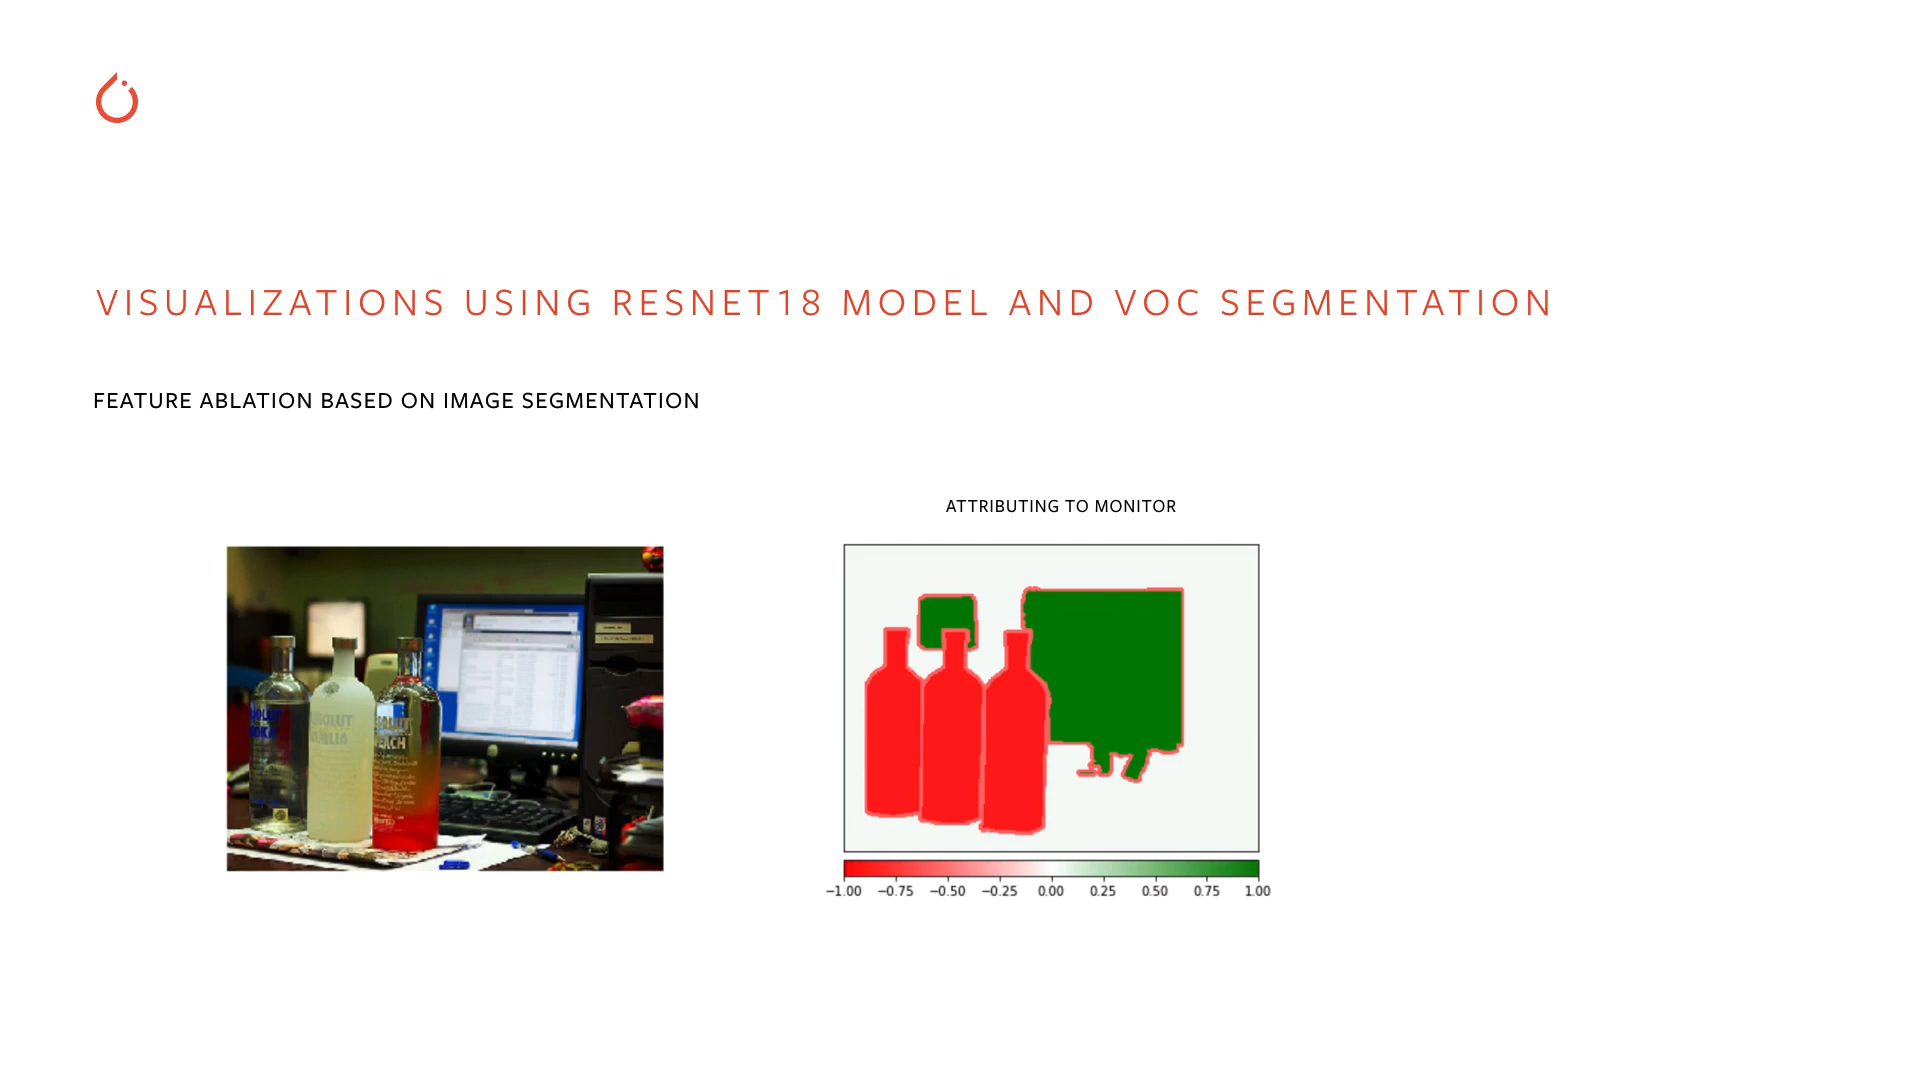 VISUALIZATIONS USING RESNET18 MODEL AND VOC SEGMENTATION
FEATURE ABLATION BASED ON IMAGE SEGMENTATION
ATTRIBUTING TO MONITOR
−1.00 −0.75 −0.50 −0.25 0.00 0.25 0.50 0.75 1.00